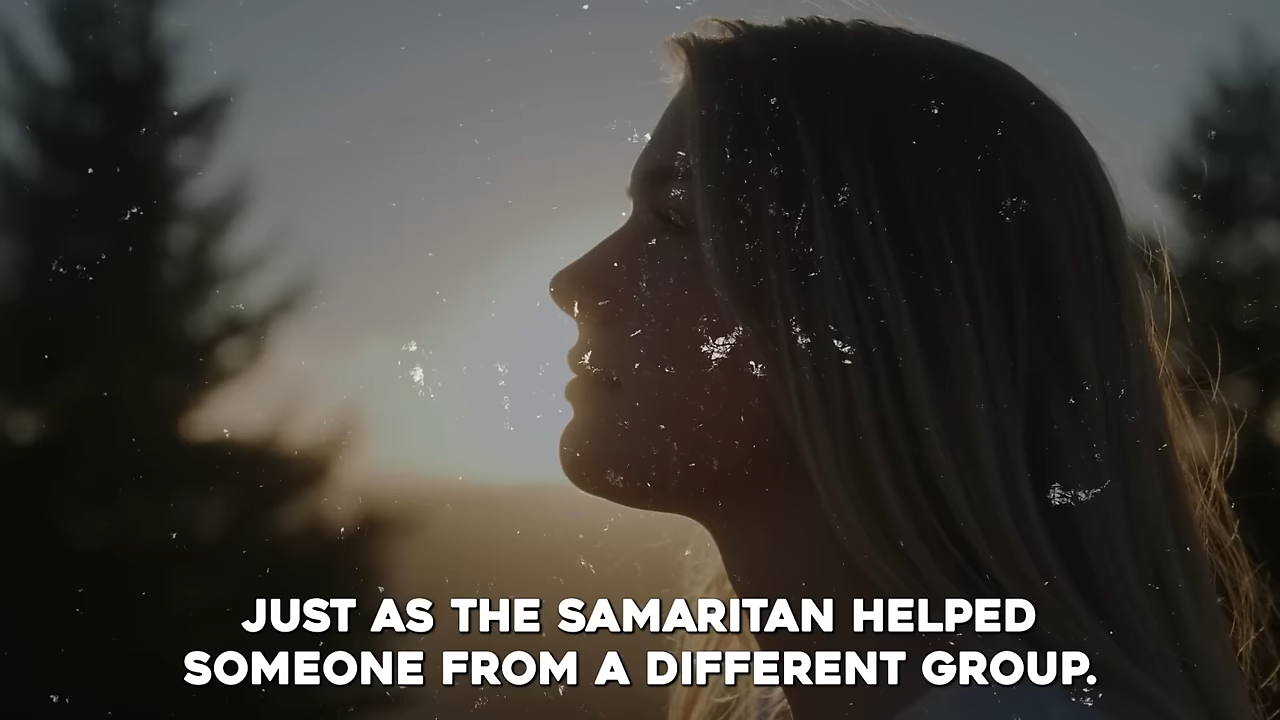 JUST AS THE SAMARITAN HELPED
SOMEONE FROM A DIFFERENT GROUP.